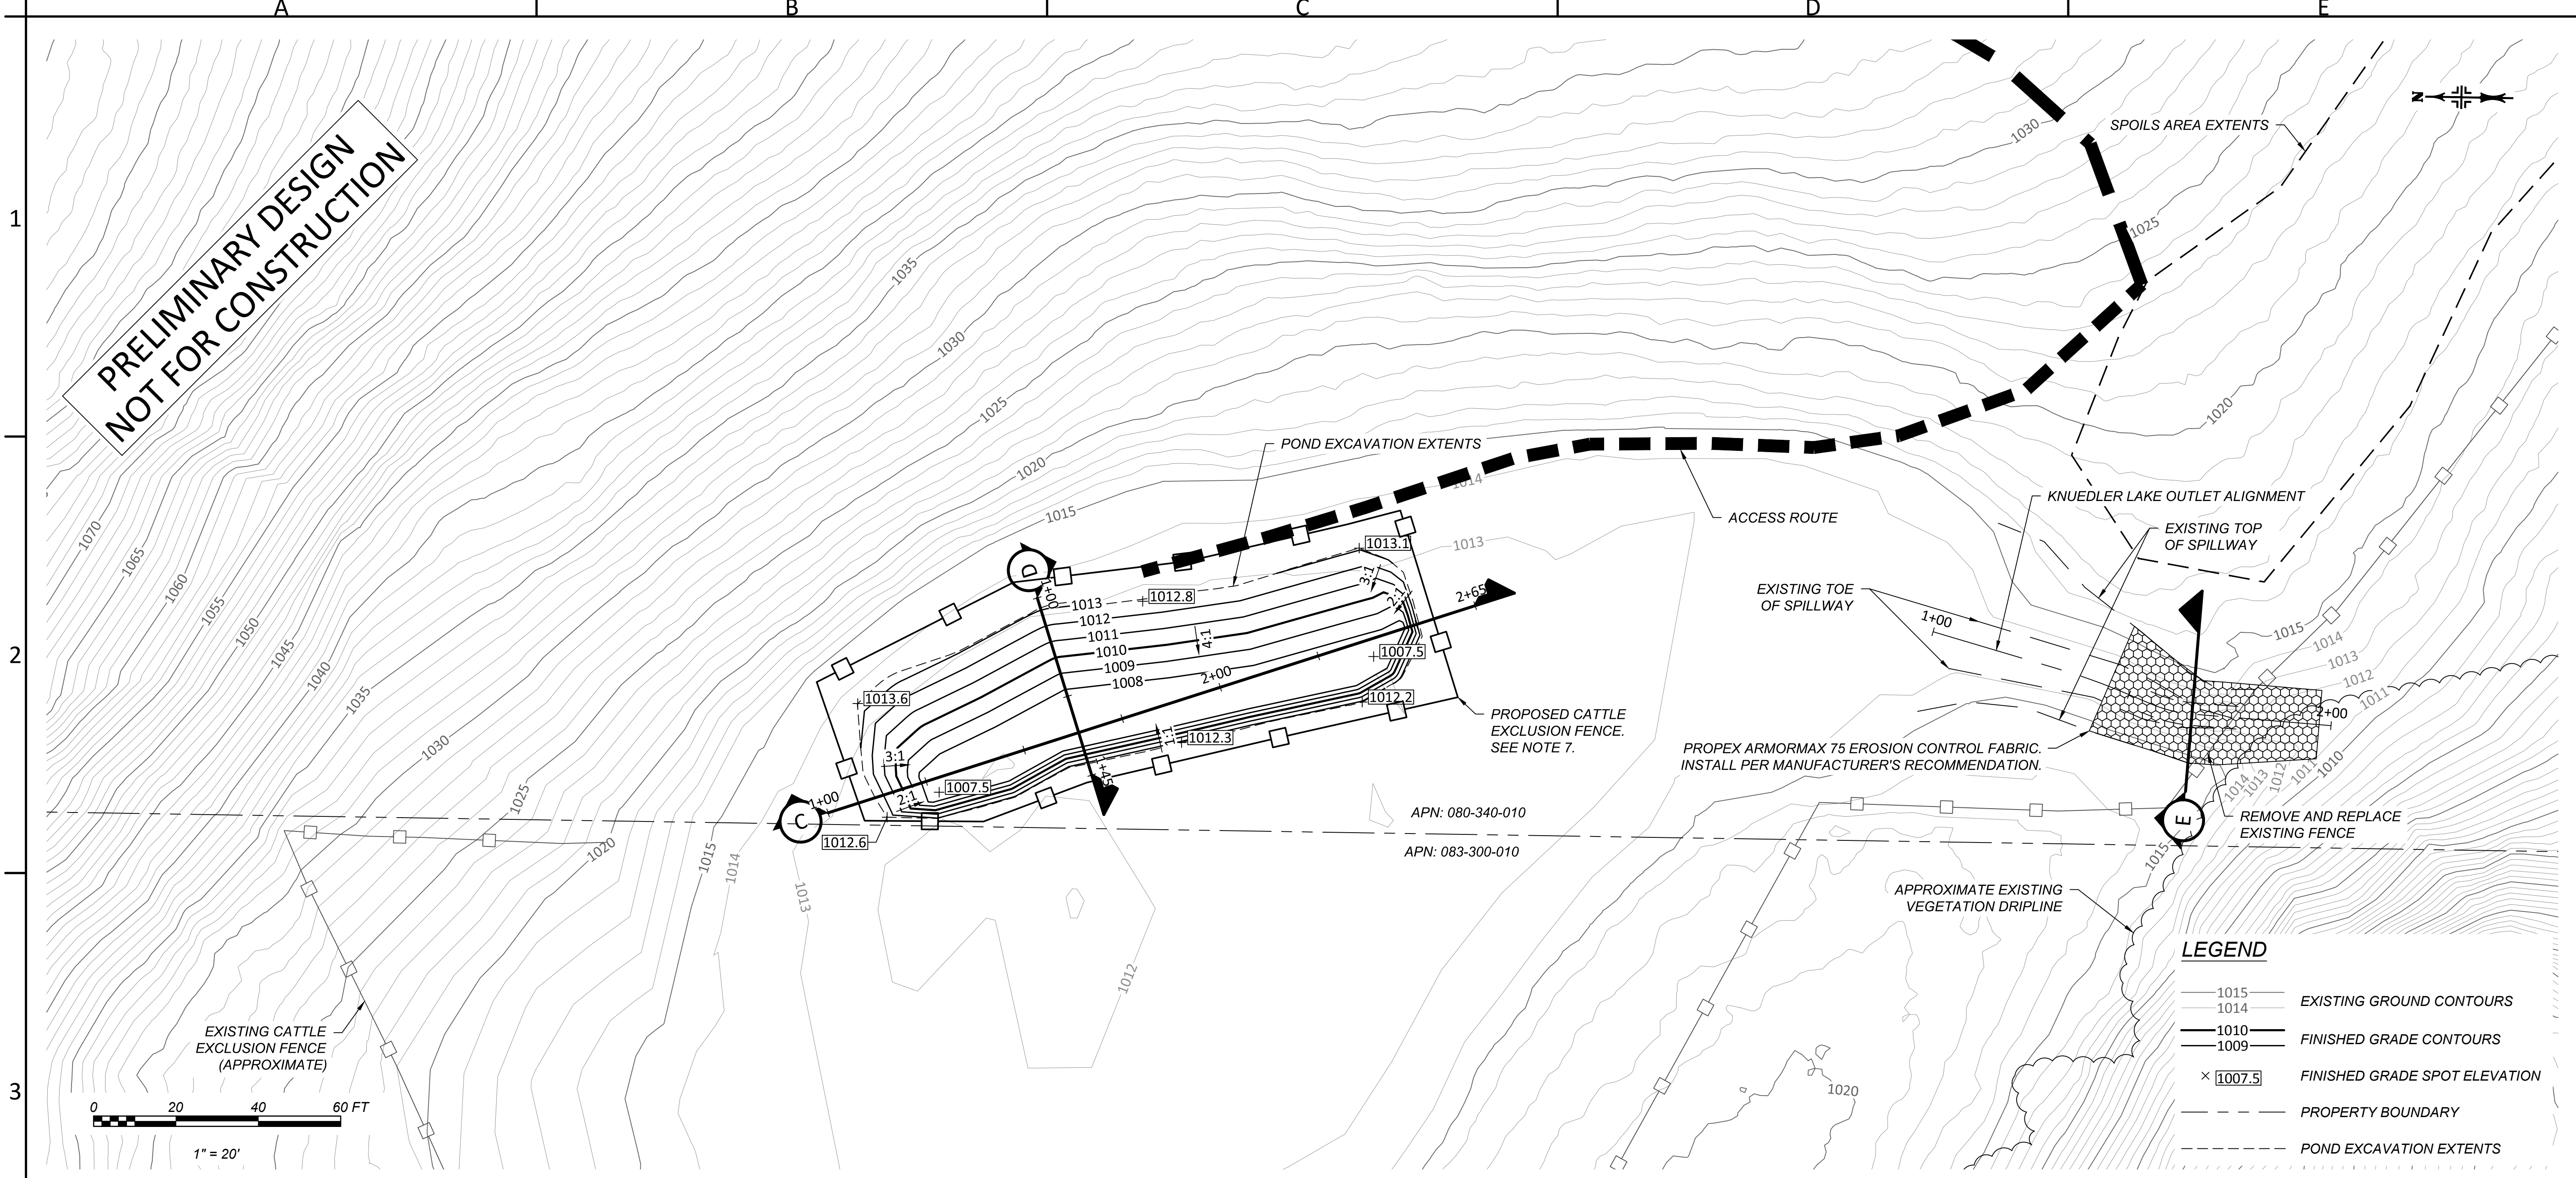 A
B
C
D
E
1
2
3
PRELIMINARY DESIGN
NOT FOR CONSTRUCTION
N
SPOILS AREA EXTENTS
1030
1025
1020
1035
1030
1025
1020
1015
POND EXCAVATION EXTENTS
1014
1013
ACCESS ROUTE
KNUEDLER LAKE OUTLET ALIGNMENT
EXISTING TOP
OF SPILLWAY
EXISTING TOE
OF SPILLWAY
1+00
2+00
1015
1014
1013
1012
1011
1010
1014
1013
1012
1011
1015
1070
1065
1060
1055
1050
1045
1040
1035
1030
1025
1020
1015
1014
1013
1012
D
1+00
1+45
1013.1
1012.8
1013
1012
1011
1010
1009
1008
4:1
3:1
2:1
2+65
2+00
1007.5
1013.6
1012.2
1012.3
1:1
3:1
2:1
1007.5
1+00
C
1012.6
PROPOSED CATTLE
EXCLUSION FENCE.
SEE NOTE 7.
PROPEX ARMORMAX 75 EROSION CONTROL FABRIC.
INSTALL PER MANUFACTURER'S RECOMMENDATION.
APN: 080-340-010
APN: 083-300-010
E
REMOVE AND REPLACE
EXISTING FENCE
APPROXIMATE EXISTING
VEGETATION DRIPLINE
1020
EXISTING CATTLE
EXCLUSION FENCE
(APPROXIMATE)
0 20 40 60 FT
1" = 20'
LEGEND
1015
1014
EXISTING GROUND CONTOURS
1010
1009
FINISHED GRADE CONTOURS
1007.5
FINISHED GRADE SPOT ELEVATION
PROPERTY BOUNDARY
POND EXCAVATION EXTENTS